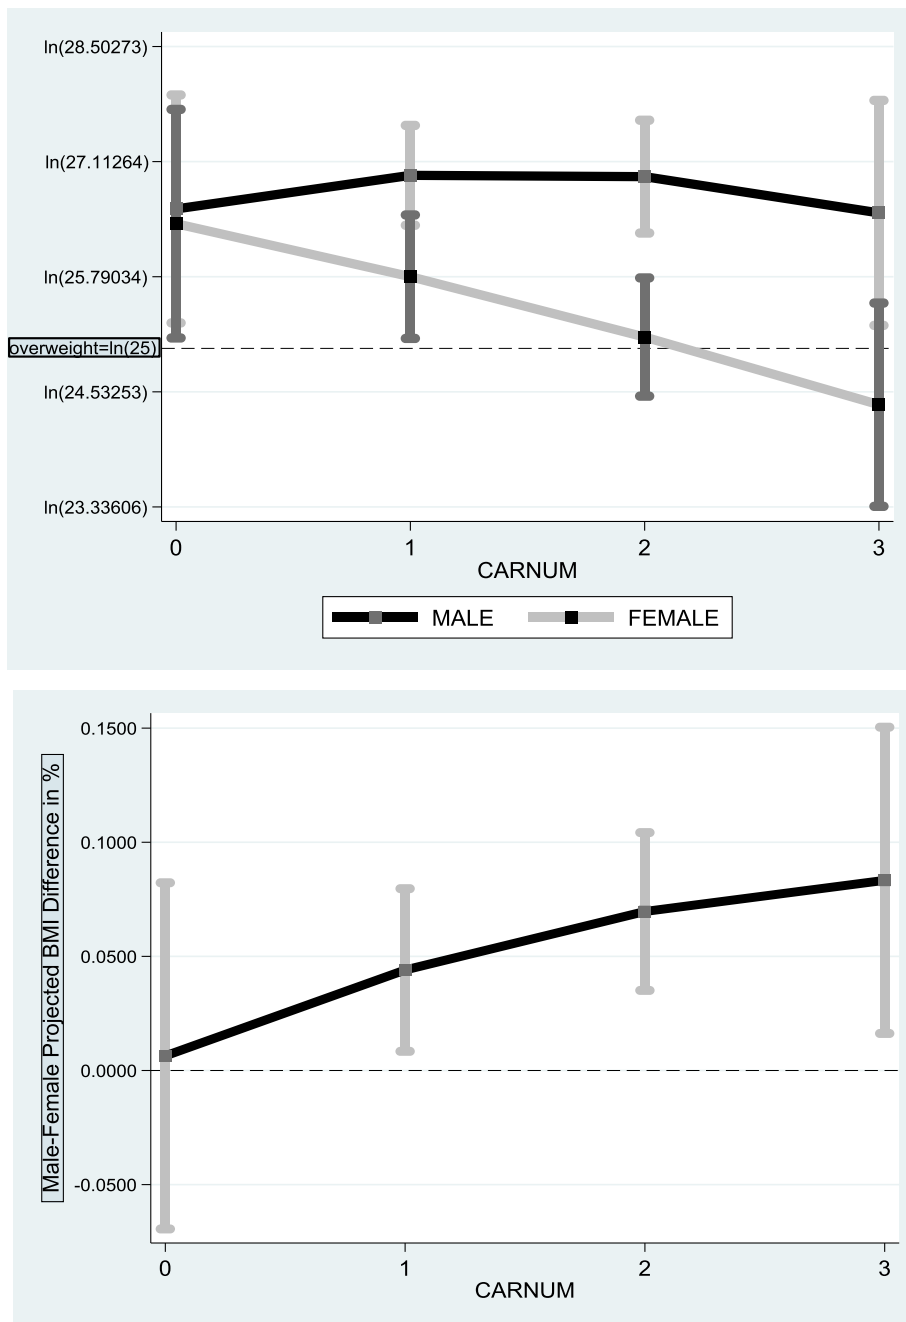 ln(28.50273)
ln(27.11264)
ln(25.79034)
overweight=ln(25)
ln(24.53253)
ln(23.33606)
0 1 2 3
CARNUM
MALE FEMALE
Male-Female Projected BMI Difference in %
0.1500
0.1000
0.0500
0.0000
-0.0500
0 1 2 3
CARNUM